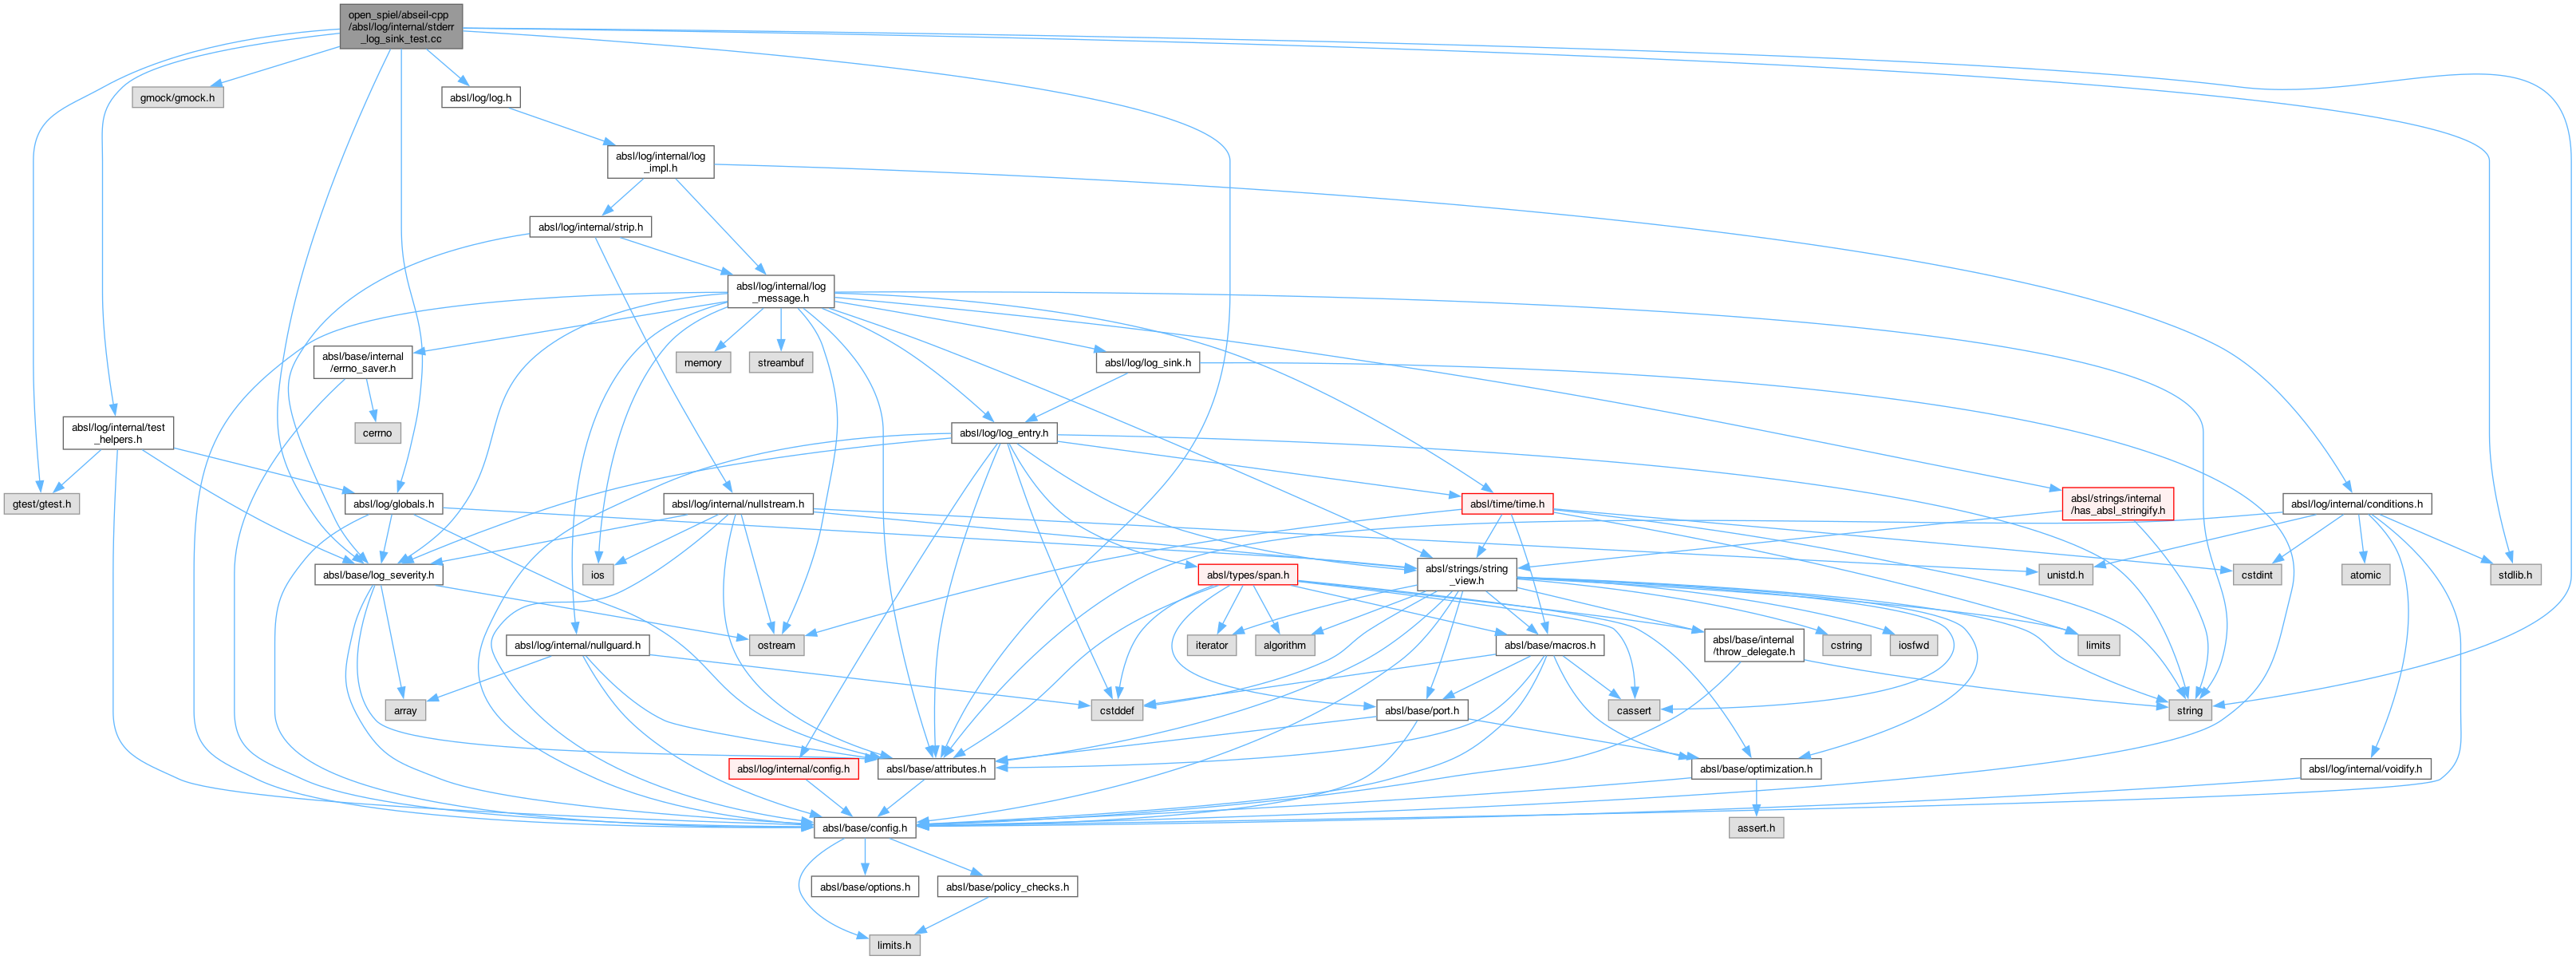 open_spiel/abseil-cpp
/absl/log/internal/stderr
_log_sink_test.cc
gmock/gmock.h
absl/log/log.h
absl/log/internal/log
_impl.h
absl/log/internal/strip.h
absl/log/internal/log
_message.h
absl/base/internal
/errno_saver.h
memory
streambuf
absl/log/log_sink.h
cerrno
absl/log/internal/test
_helpers.h
absl/log/log_entry.h
gtest/gtest.h
absl/log/globals.h
absl/log/internal/nullstream.h
absl/time/time.h
absl/strings/internal
/has_absl_stringify.h
absl/log/internal/conditions.h
absl/base/log_severity.h
ios
absl/types/span.h
absl/strings/string
_view.h
unistd.h
cstdint
atomic
stdlib.h
absl/log/internal/nullguard.h
ostream
iterator
algorithm
absl/base/macros.h
absl/base/internal
/throw_delegate.h
cstring
iosfwd
limits
array
cstddef
absl/base/port.h
cassert
string
absl/log/internal/config.h
absl/base/attributes.h
absl/base/optimization.h
absl/log/internal/voidify.h
absl/base/config.h
assert.h
absl/base/options.h
absl/base/policy_checks.h
limits.h